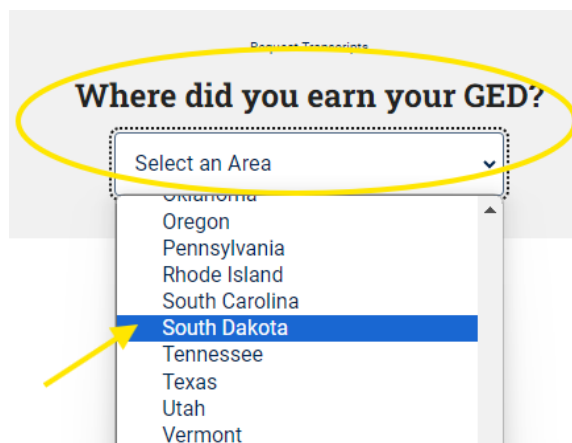 Request Transcripts
Where did you earn your GED?
Select an Area
Oklahoma
Oregon
Pennsylvania
Rhode Island
South Carolina
South Dakota
Tennessee
Texas
Utah
Vermont